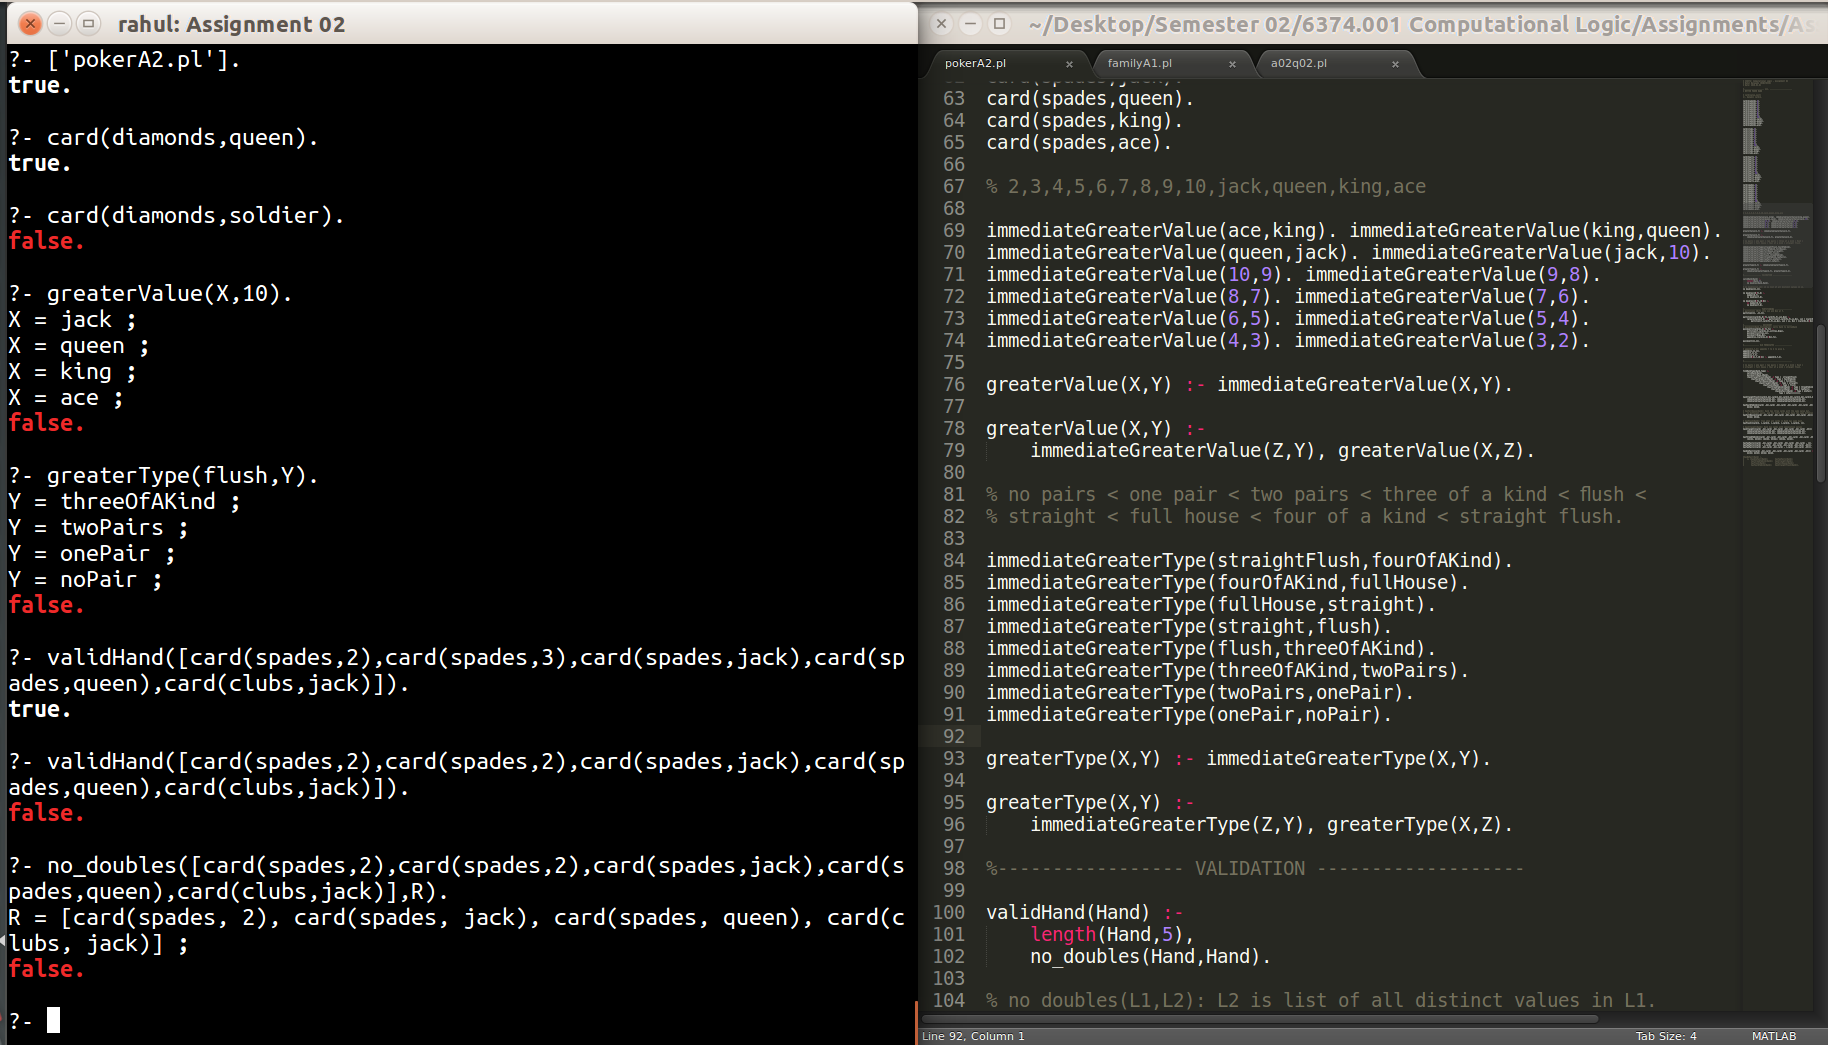 rahul: Assignment 02
?- ['pokerA2.pl'].
true.
?- card(diamonds,queen).
true.
?- card(diamonds,soldier).
false.
?- greaterValue(X,10).
X = jack ;
X = queen ;
X = king ;
X = ace ;
false.
?- greaterType(flush,Y).
Y = threeOfAKind ;
Y = twoPairs ;
Y = onePair ;
Y = noPair ;
false.
?- validHand([card(spades,2),card(spades,3),card(spades,jack),card(sp
ades,queen),card(clubs,jack)]).
true.
?- validHand([card(spades,2),card(spades,2),card(spades,jack),card(sp
ades,queen),card(clubs,jack)]).
false.
?- no_doubles([card(spades,2),card(spades,2),card(spades,jack),card(s
pades,queen),card(clubs,jack)],R).
R = [card(spades, 2), card(spades, jack), card(spades, queen), card(c
lubs, jack)] ;
false.
?-
~/Desktop/Semester 02/6374.001 Computational Logic/Assignments/As
pokerA2.pl × familyA1.pl × a02q02.pl ×
63 card(spades,queen).
64 card(spades,king).
65 card(spades,ace).
66
67 % 2,3,4,5,6,7,8,9,10,jack,queen,king,ace
68
69 immediateGreaterValue(ace,king). immediateGreaterValue(king,queen).
70 immediateGreaterValue(queen,jack). immediateGreaterValue(jack,10).
71 immediateGreaterValue(10,9). immediateGreaterValue(9,8).
72 immediateGreaterValue(8,7). immediateGreaterValue(7,6).
73 immediateGreaterValue(6,5). immediateGreaterValue(5,4).
74 immediateGreaterValue(4,3). immediateGreaterValue(3,2).
75
76 greaterValue(X,Y) :- immediateGreaterValue(X,Y).
77
78 greaterValue(X,Y) :-
79 immediateGreaterValue(Z,Y), greaterValue(X,Z).
80
81 % no pairs < one pair < two pairs < three of a kind < flush <
82 % straight < full house < four of a kind < straight flush.
83
84 immediateGreaterType(straightFlush,fourOfAKind).
85 immediateGreaterType(fourOfAKind,fullHouse).
86 immediateGreaterType(fullHouse,straight).
87 immediateGreaterType(straight,flush).
88 immediateGreaterType(flush,threeOfAKind).
89 immediateGreaterType(threeOfAKind,twoPairs).
90 immediateGreaterType(twoPairs,onePair).
91 immediateGreaterType(onePair,noPair).
92
93 greaterType(X,Y) :- immediateGreaterType(X,Y).
94
95 greaterType(X,Y) :-
96 immediateGreaterType(Z,Y), greaterType(X,Z).
97
98 %----------------- VALIDATION -------------------
99
100 validHand(Hand) :-
101 length(Hand,5),
102 no_doubles(Hand,Hand).
103
104 % no doubles(L1,L2): L2 is list of all distinct values in L1.
Line 92, Column 1 Tab Size: 4 MATLAB